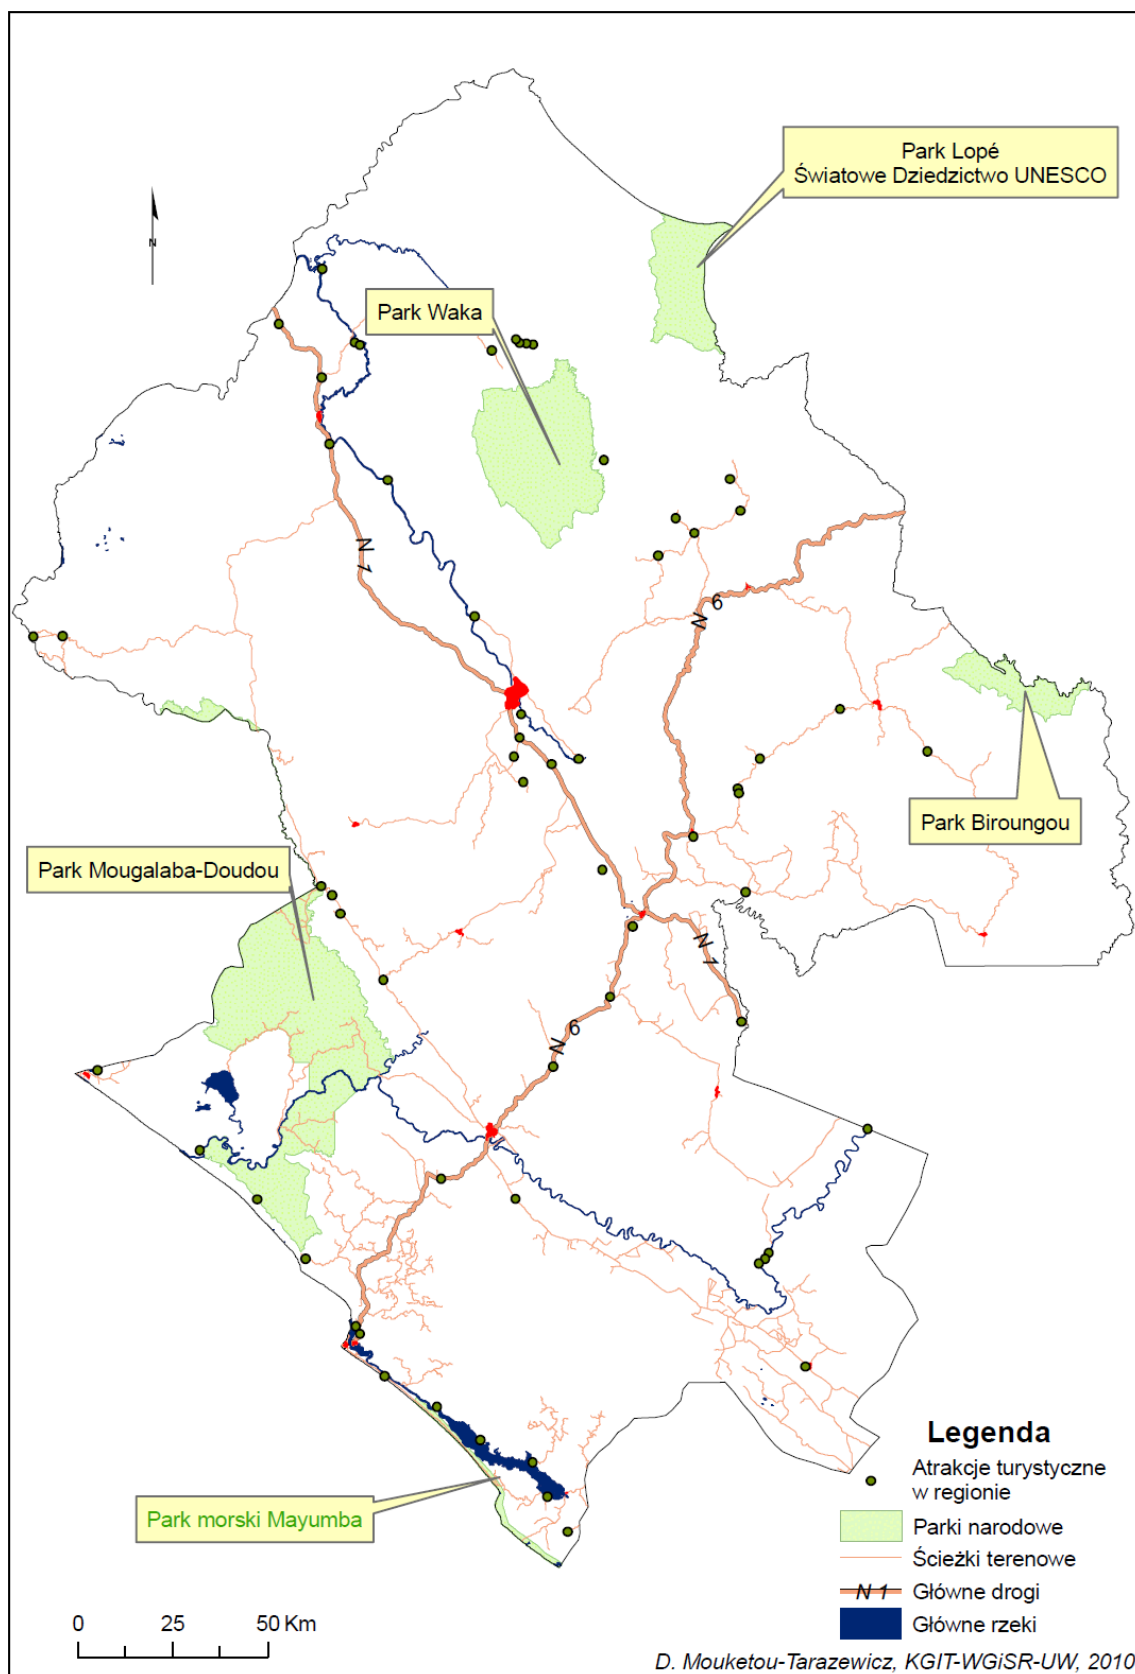 Park Lopé
Światowe Dziedzictwo UNESCO
N
Park Waka
N 1
N 6
Park Biroungou
Park Mougalaba-Doudou
N 1
N 6
Park morski Mayumba
Legenda
Atrakcje turystyczne
w regionie
Parki narodowe
Ścieżki terenowe
N 1 Główne drogi
Główne rzeki
0 25 50 Km
D. Mouketou-Tarazewicz, KGIT-WGiSR-UW, 2010